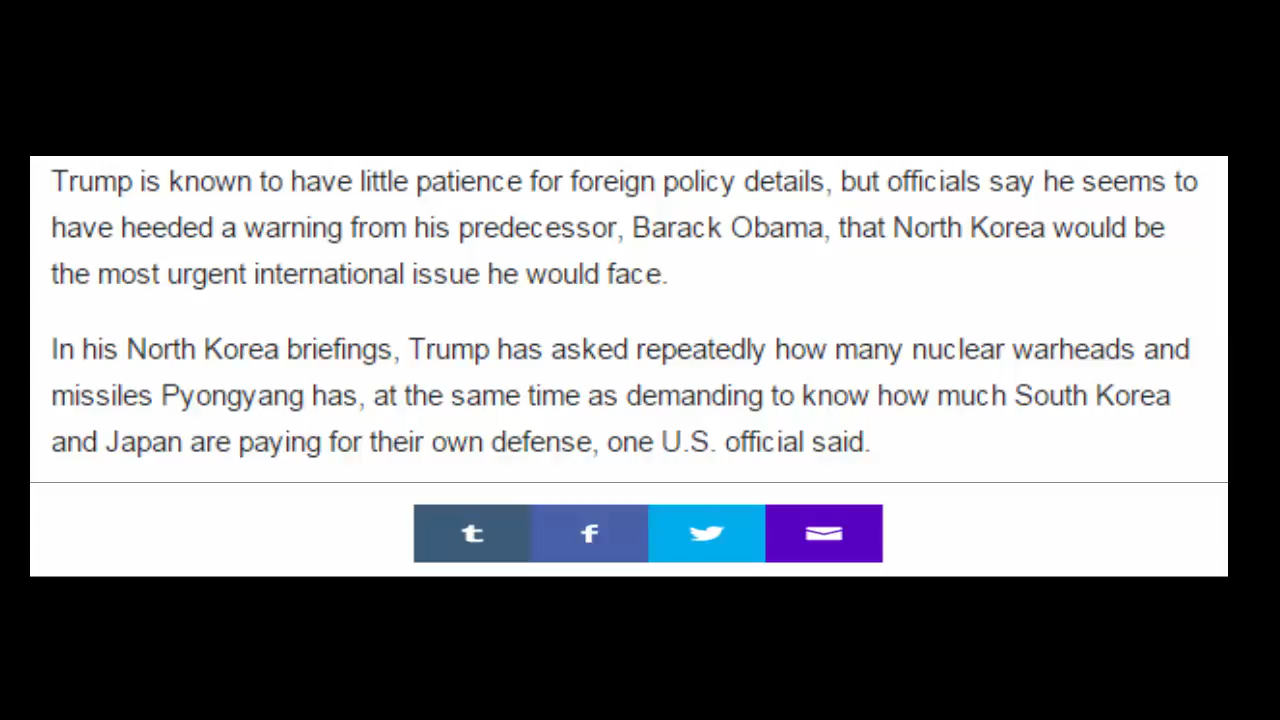 Trump is known to have little patience for foreign policy details, but officials say he seems to
have heeded a warning from his predecessor, Barack Obama, that North Korea would be
the most urgent international issue he would face.
In his North Korea briefings, Trump has asked repeatedly how many nuclear warheads and
missiles Pyongyang has, at the same time as demanding to know how much South Korea
and Japan are paying for their own defense, one U.S. official said.